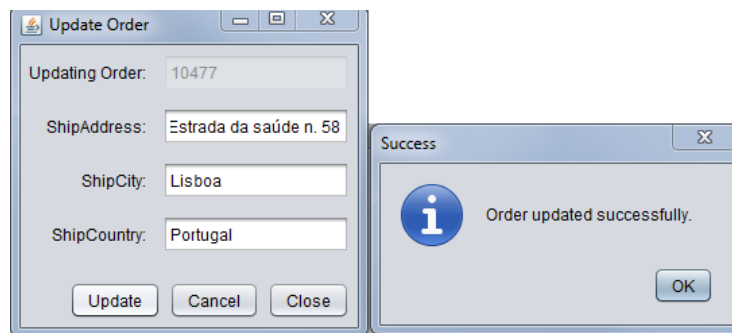 Update Order
Updating Order: 10477
ShipAddress: Estrada da saúde n. 58
ShipCity: Lisboa
ShipCountry: Portugal
Update Cancel Close
Success
Order updated successfully.
OK